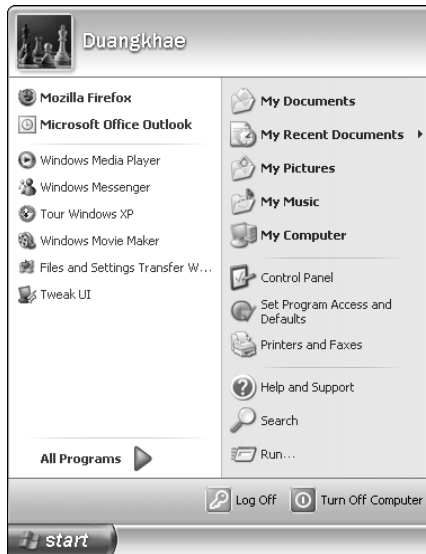 Duangkhae
Mozilla Firefox
Microsoft Office Outlook
Windows Media Player
Windows Messenger
Tour Windows XP
Windows Movie Maker
Files and Settings Transfer W...
Tweak UI
All Programs
My Documents
My Recent Documents
My Pictures
My Music
My Computer
Control Panel
Set Program Access and
Defaults
Printers and Faxes
Help and Support
Search
Run...
Log Off
Turn Off Computer
start